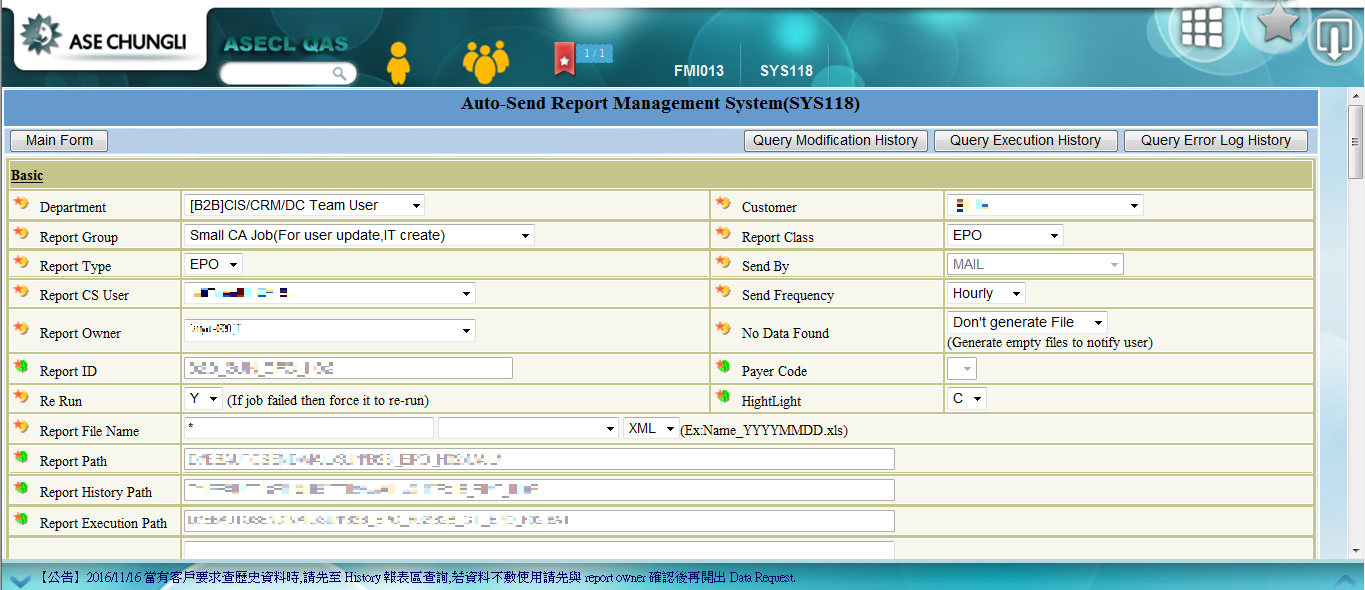 ASE CHUNGLI
ASECL QAS
1/1
FMI013 SYS118
Auto-Send Report Management System(SYS118)
Main Form Query Modification History Query Execution History Query Error Log History
Basic
Department [B2B]CIS/CRM/DC Team User Customer
Report Group Small CA Job(For user update,IT create) Report Class EPO
Report Type EPO Send By MAIL
Report CS User Send Frequency Hourly
Report Owner No Data Found Don't generate File
(Generate empty files to notify user)
Report ID Payer Code
Re Run Y (If job failed then force it to re-run) HightLight C
Report File Name * XML (Ex:Name_YYYYMMDD.xls)
Report Path
Report History Path
Report Execution Path
【公告】2016/11/16 當有客戶要求查歷史資料時,請先至 History 報表區查詢,若資料不敷使用請先與 report owner 確認後再開出 Data Request.